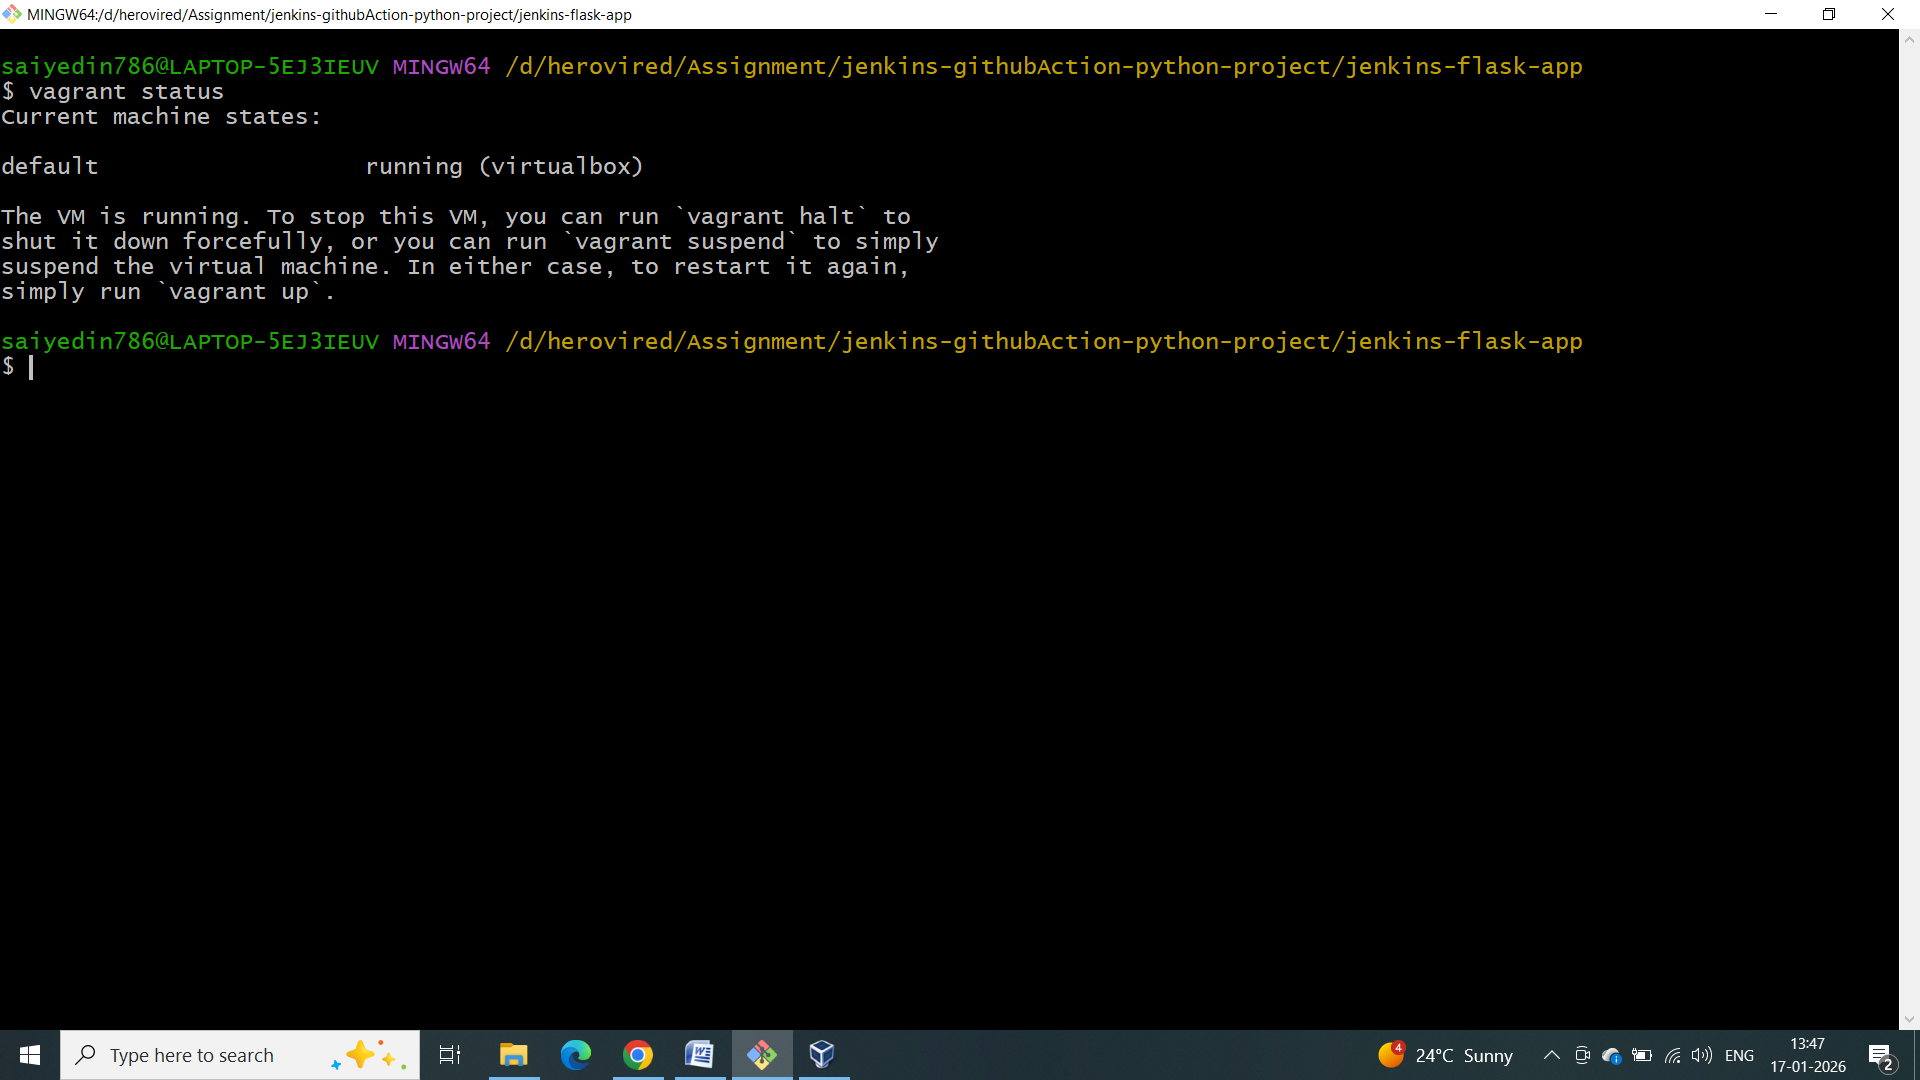 MINGW64:/d/herovired/Assignment/jenkins-githubAction-python-project/jenkins-flask-app
saiyedin786@LAPTOP-5EJ3IEUV MINGW64 /d/herovired/Assignment/jenkins-githubAction-python-project/jenkins-flask-app
$ vagrant status
Current machine states:
default                   running (virtualbox)
The VM is running. To stop this VM, you can run `vagrant halt` to
shut it down forcefully, or you can run `vagrant suspend` to simply
suspend the virtual machine. In either case, to restart it again,
simply run `vagrant up`.
saiyedin786@LAPTOP-5EJ3IEUV MINGW64 /d/herovired/Assignment/jenkins-githubAction-python-project/jenkins-flask-app
$
Type here to search
4
24°C Sunny
ENG
13:47
17-01-2026
2